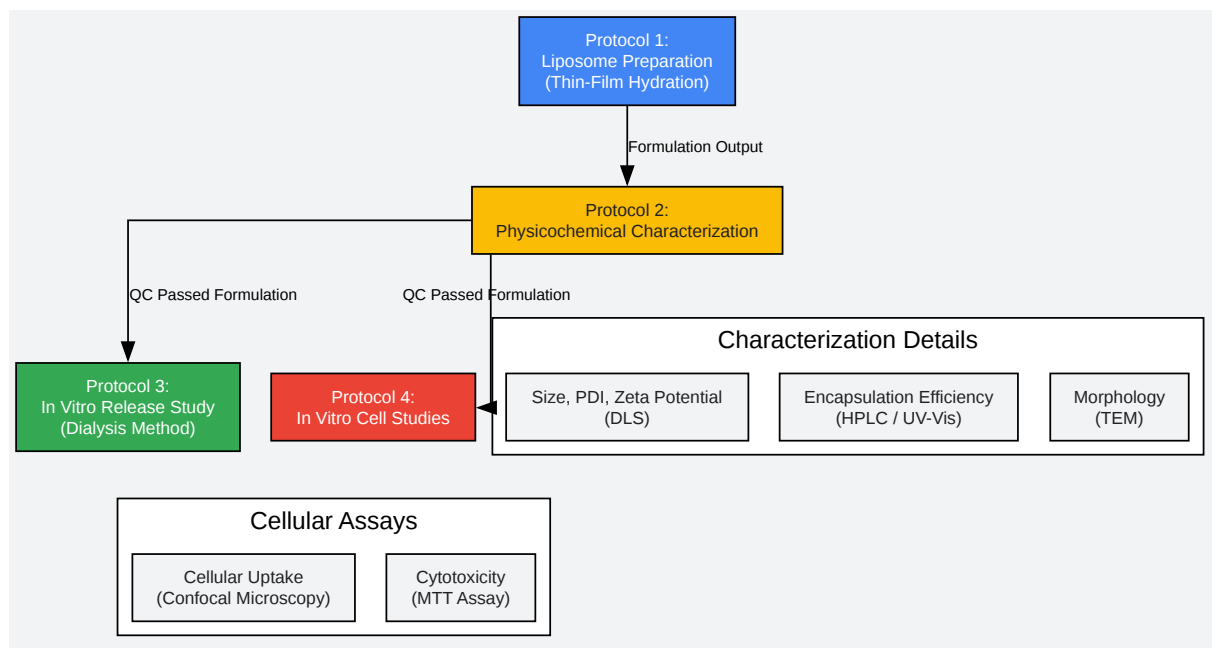 Protocol 1:
Liposome Preparation
(Thin-Film Hydration)
Formulation Output
Protocol 2:
Physicochemical Characterization
QC Passed Formulation
QC Passed Formulation
Characterization Details
Size, PDI, Zeta Potential
(DLS)
Encapsulation Efficiency
(HPLC / UV-Vis)
Morphology
(TEM)
Protocol 3:
In Vitro Release Study
(Dialysis Method)
Protocol 4:
In Vitro Cell Studies
Cellular Assays
Cellular Uptake
(Confocal Microscopy)
Cytotoxicity
(MTT Assay)